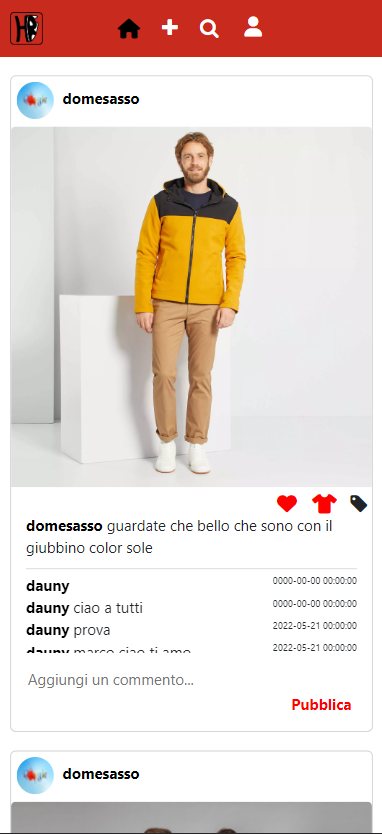 domesasso
domesasso guardate che bello che sono con il
giubbino color sole
dauny 0000-00-00 00:00:00
dauny ciao a tutti 0000-00-00 00:00:00
dauny prova 2022-05-21 00:00:00
dauny marco ciao ti amo 2022-05-21 00:00:00
Aggiungi un commento...
Pubblica
domesasso